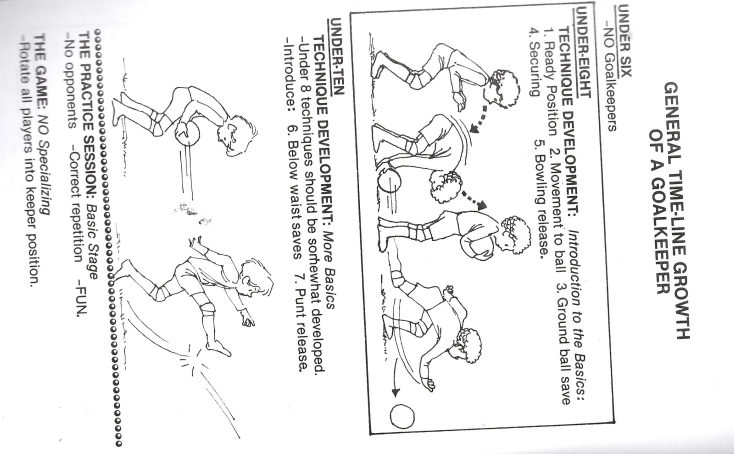 GENERAL TIME-LINE GROWTH
OF A GOALKEEPER
UNDER SIX
-NO Goalkeepers
UNDER-EIGHT
TECHNIQUE DEVELOPMENT: Introduction to the Basics:
1. Ready Position 2. Movement to ball 3. Ground ball save
4. Securing 5. Bowling release.
UNDER-TEN
TECHNIQUE DEVELOPMENT: More Basics
-Under 8 techniques should be somewhat developed.
-Introduce: 6. Below waist saves 7. Punt release.
THE PRACTICE SESSION: Basic Stage
-No opponents -Correct repetition -FUN.
THE GAME: NO Specializing
-Rotate all players into keeper position.